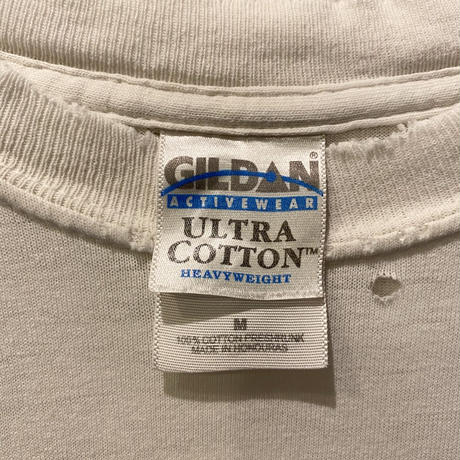 GILDAN®
ACTIVEWEAR
ULTRA
COTTON™
HEAVYWEIGHT
M
100% COTTON PRESHRUNK
MADE IN HONDURAS